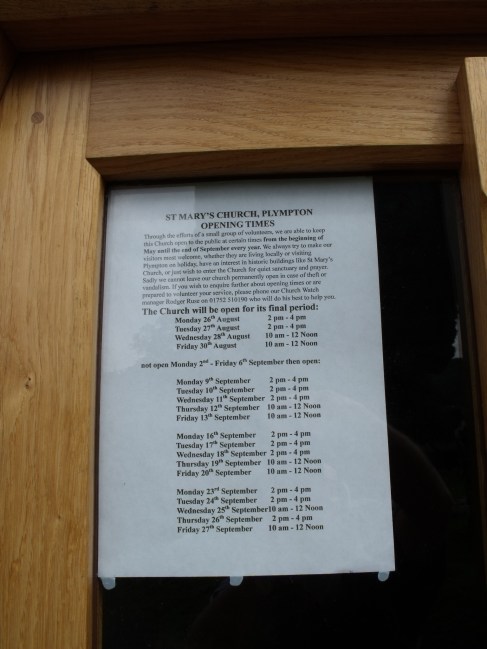 ST MARY'S CHURCH, PLYMPTON
OPENING TIMES
Through the efforts of a small group of volunteers, we are able to keep
this Church open to the public at certain times from the beginning of
May until the end of September every year. We always try to make our
visitors most welcome, whether they are living locally or visiting
Plympton on holiday, have an interest in historic buildings like St Mary's
Church, or just wish to enter the Church for quiet sanctuary and prayer.
Sadly we cannot leave our church permanently open in case of theft or
vandalism. If you wish to enquire further about opening times or are
prepared to volunteer your service, please phone our Church Watch
manager Rodger Rune on 01752 510190 who will do his best to help you.
The Church will be open for its final period:
Monday 26th August 2 pm - 4 pm
Tuesday 27th August 2 pm - 4 pm
Wednesday 28th August 10 am - 12 Noon
Friday 30th August 10 am - 12 Noon
not open Monday 2nd - Friday 6th September then open:
Monday 9th September 2 pm - 4 pm
Tuesday 10th September 2 pm - 4 pm
Wednesday 11th September 2 pm - 4 pm
Thursday 12th September 10 am - 12 Noon
Friday 13th September 10 am - 12 Noon
Monday 16th September 2 pm - 4 pm
Tuesday 17th September 2 pm - 4 pm
Wednesday 18th September 2 pm - 4 pm
Thursday 19th September 10 am - 12 Noon
Friday 20th September 10 am - 12 Noon
Monday 23rd September 2 pm - 4 pm
Tuesday 24th September 2 pm - 4 pm
Wednesday 25th September 10 am - 12 Noon
Thursday 26th September 2 pm - 4 pm
Friday 27th September 10 am - 12 Noon